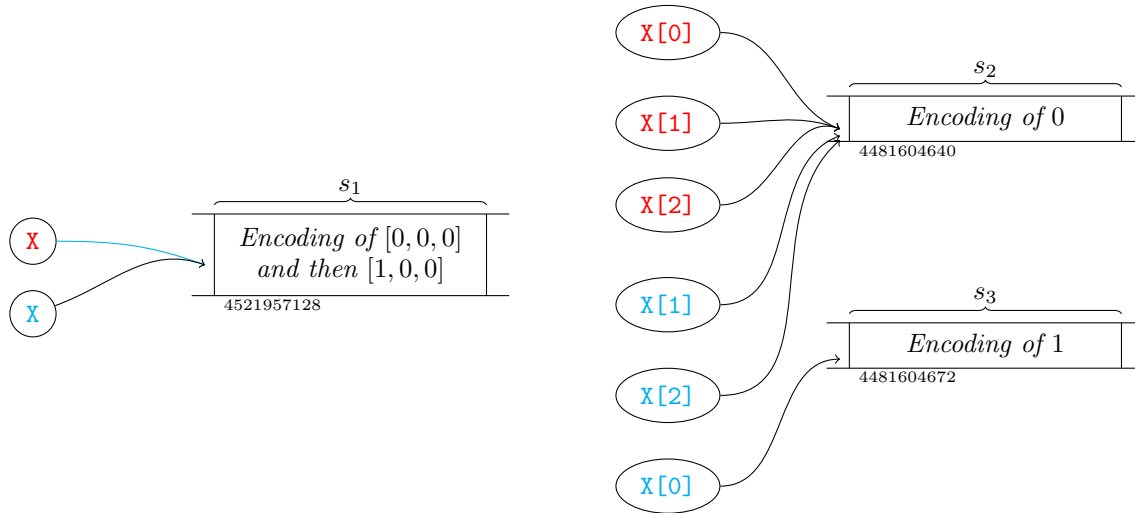 X
X
s₁
Encoding of [0, 0, 0]
and then [1, 0, 0]
4521957128
X[0]
X[1]
X[2]
X[1]
X[2]
X[0]
s₂
Encoding of 0
4481604640
s₃
Encoding of 1
4481604672